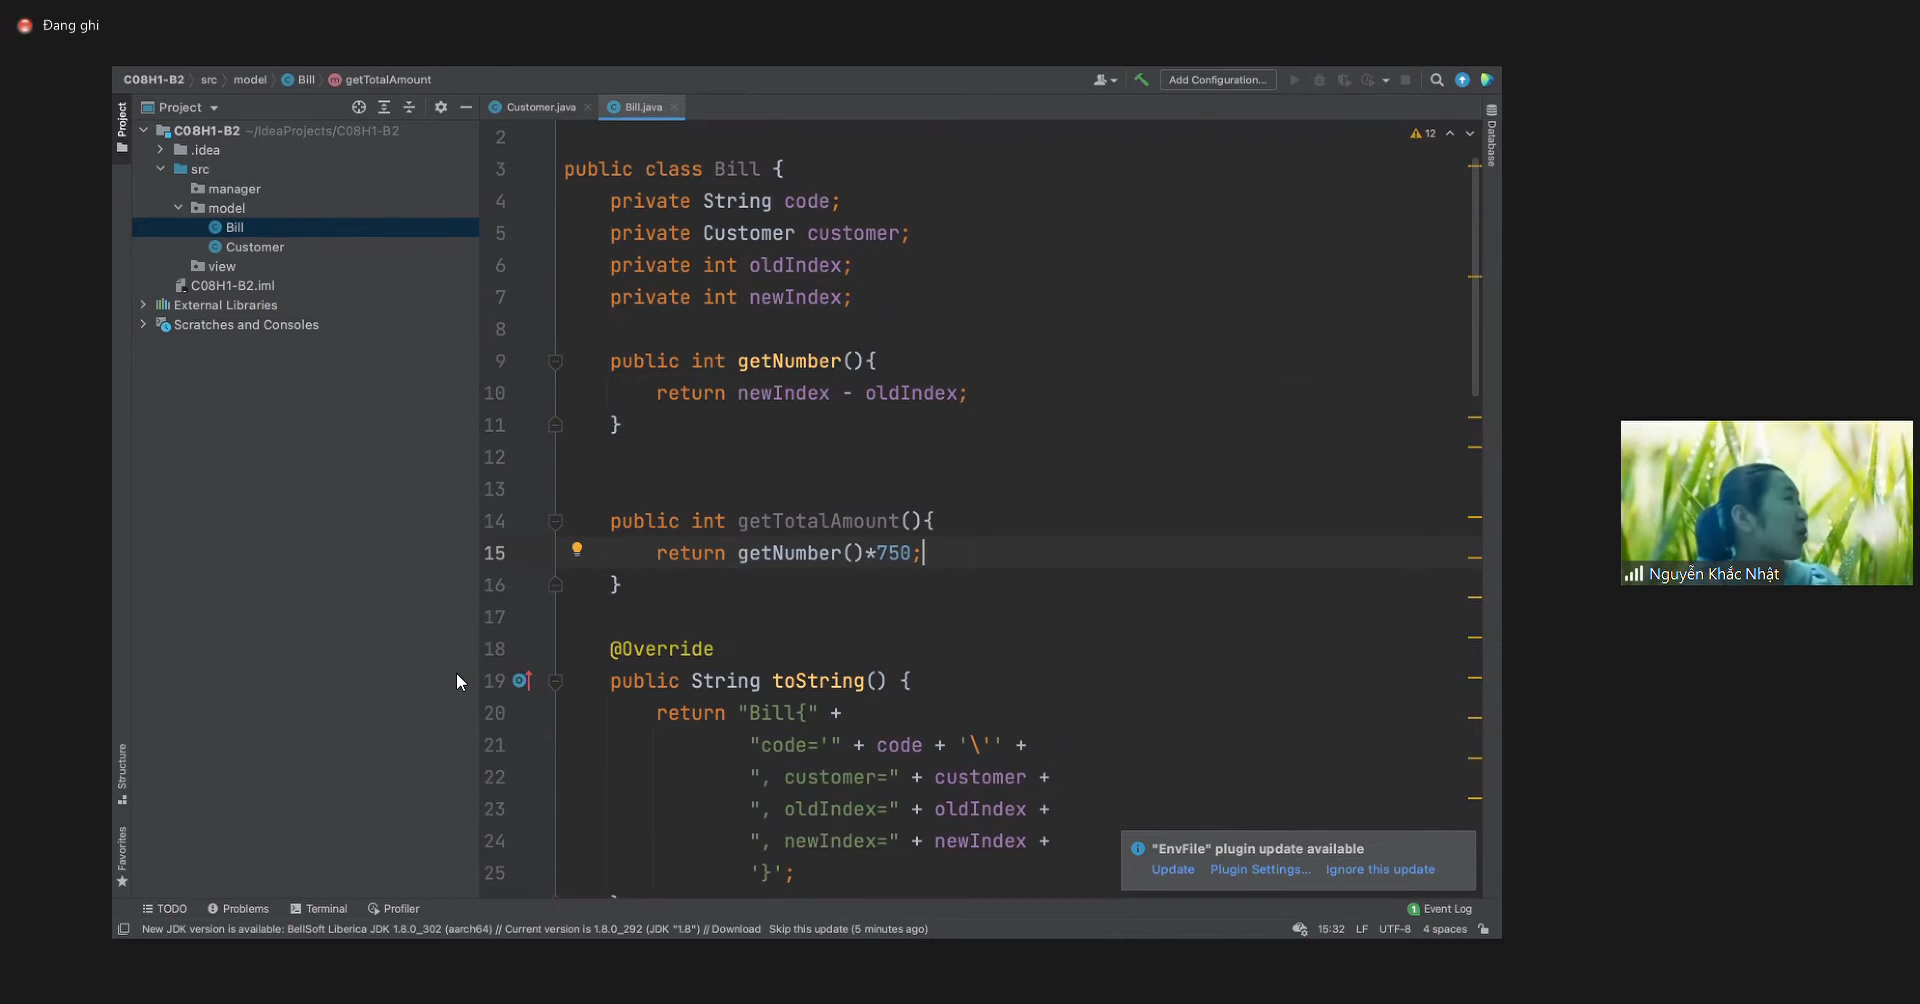 Đang ghi
C08H1-B2 src model Bill getTotalAmount
Add Configuration...
Project
Customer.java
Bill.java
C08H1-B2 ~/IdeaProjects/C08H1-B2
.idea
src
manager
model
Bill
Customer
view
C08H1-B2.iml
External Libraries
Scratches and Consoles
Project
Structure
Favorites
12
Database
2
3 public class Bill {
4 private String code;
5 private Customer customer;
6 private int oldIndex;
7 private int newIndex;
8
9 public int getNumber(){
10 return newIndex - oldIndex;
11 }
12
13
14 public int getTotalAmount(){
15 return getNumber()*750;
16 }
17
18 @Override
19 public String toString() {
20 return "Bill{" +
21 "code='" + code + '\'' +
22 ", customer=" + customer +
23 ", oldIndex=" + oldIndex +
24 ", newIndex=" + newIndex +
25 '}';
"EnvFile" plugin update available
Update Plugin Settings... Ignore this update
TODO Problems Terminal Profiler
1 Event Log
New JDK version is available: BellSoft Liberica JDK 1.8.0_302 (aarch64) // Current version is 1.8.0_292 (JDK "1.8") // Download Skip this update (5 minutes ago)
15:32 LF UTF-8 4 spaces
Nguyễn Khắc Nhật